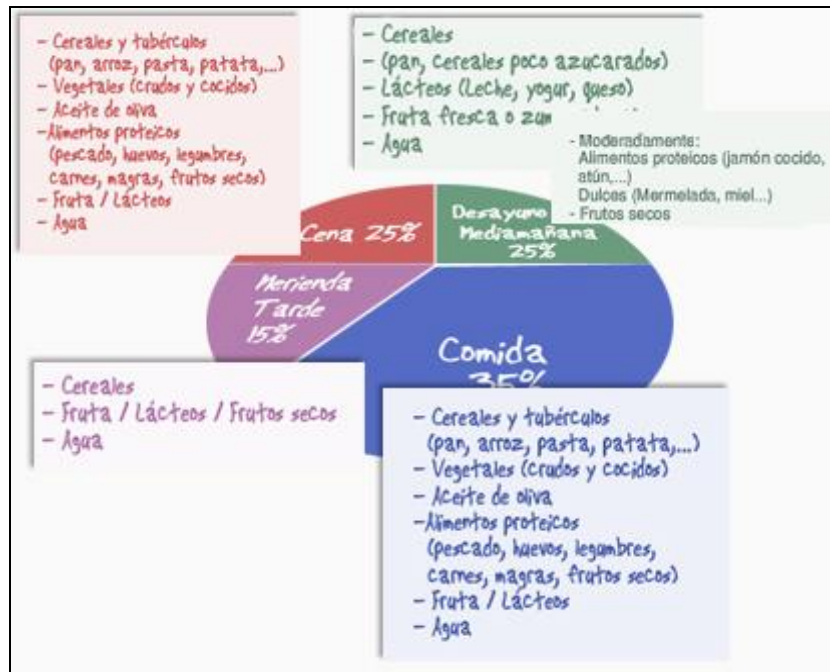 - Cereales y tubérculos
(pan, arroz, pasta, patata,...)
- Vegetales (crudos y cocidos)
- Aceite de oliva
-Alimentos proteicos
(pescado, huevos, legumbres,
carnes, magras, frutos secos)
- Fruta / Lácteos
- Agua
- Cereales
- (pan, cereales poco azucarados)
- Lácteos (Leche, yogur, queso)
- Fruta fresca o
- Agua
- Moderadamente:
Alimentos proteicos (jamón cocido,
atún,...)
Dulces (Mermelada, miel...)
- Frutos secos
Cena 25%
Desayuno
Mediamañana
25%
Merienda
Tarde
15%
Comida
35%
- Cereales
- Fruta / Lácteos / Frutos secos
- Agua
- Cereales y tubérculos
(pan, arroz, pasta, patata,...)
- Vegetales (crudos y cocidos)
- Aceite de oliva
-Alimentos proteicos
(pescado, huevos, legumbres,
carnes, magras, frutos secos)
- Fruta / Lácteos
- Agua